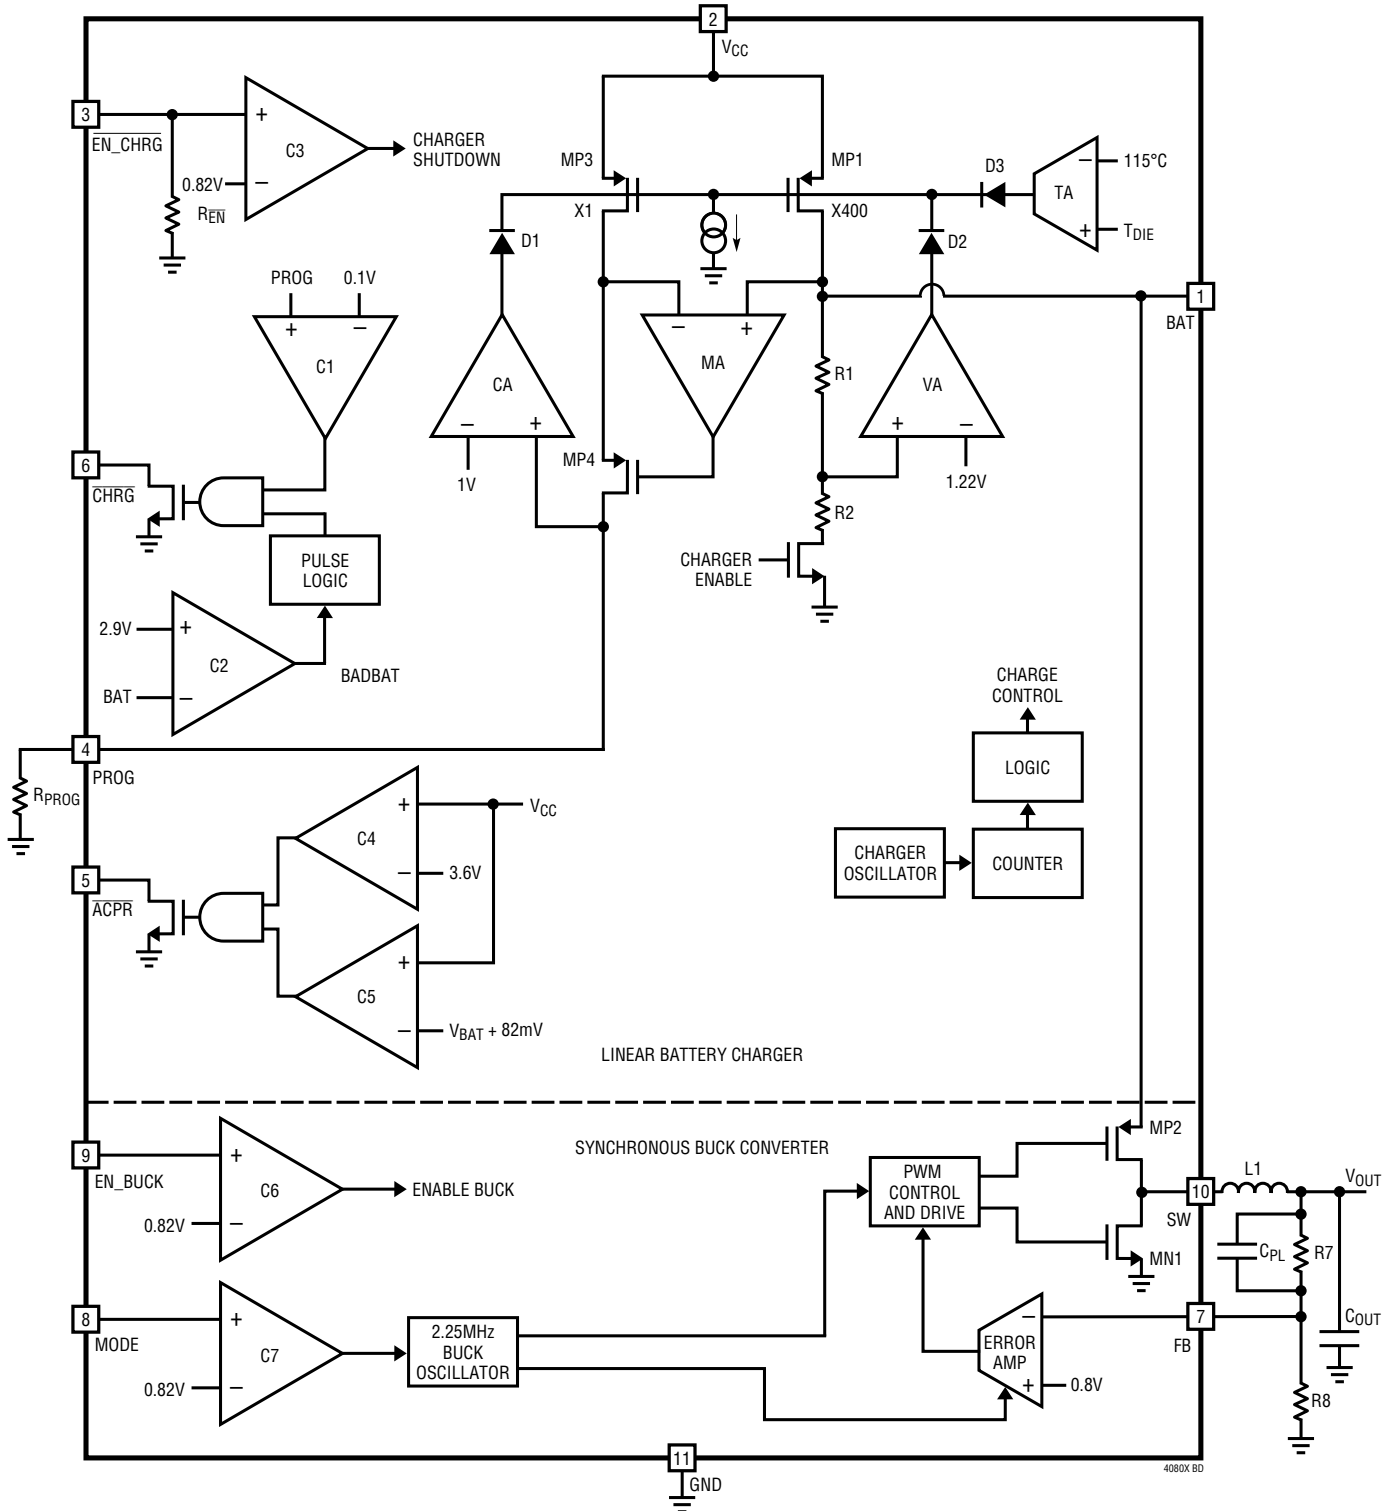 2
VCC
3
EN_CHRG
+
C3
CHARGER
SHUTDOWN
0.82V
–
REN
MP3
X1
MP1
X400
D3
–
115°C
TA
+
TDIE
D1
D2
PROG
0.1V
+
–
C1
1
BAT
–
+
MA
CA
–
+
1V
R1
VA
+
–
1.22V
MP4
R2
6
CHRG
CHARGER
ENABLE
PULSE
LOGIC
2.9V
+
C2
BAT
–
BADBAT
CHARGE
CONTROL
LOGIC
CHARGER
OSCILLATOR
COUNTER
4
PROG
RPROG
+
VCC
C4
–
3.6V
5
ACPR
+
C5
–
VBAT + 82mV
LINEAR BATTERY CHARGER
SYNCHRONOUS BUCK CONVERTER
9
EN_BUCK
+
C6
ENABLE BUCK
0.82V
–
MP2
PWM
CONTROL
AND DRIVE
10
SW
L1
VOUT
MN1
CPL
R7
8
MODE
+
C7
0.82V
–
2.25MHz
BUCK
OSCILLATOR
–
ERROR
AMP
+
0.8V
7
FB
COUT
R8
11
GND
4080X BD